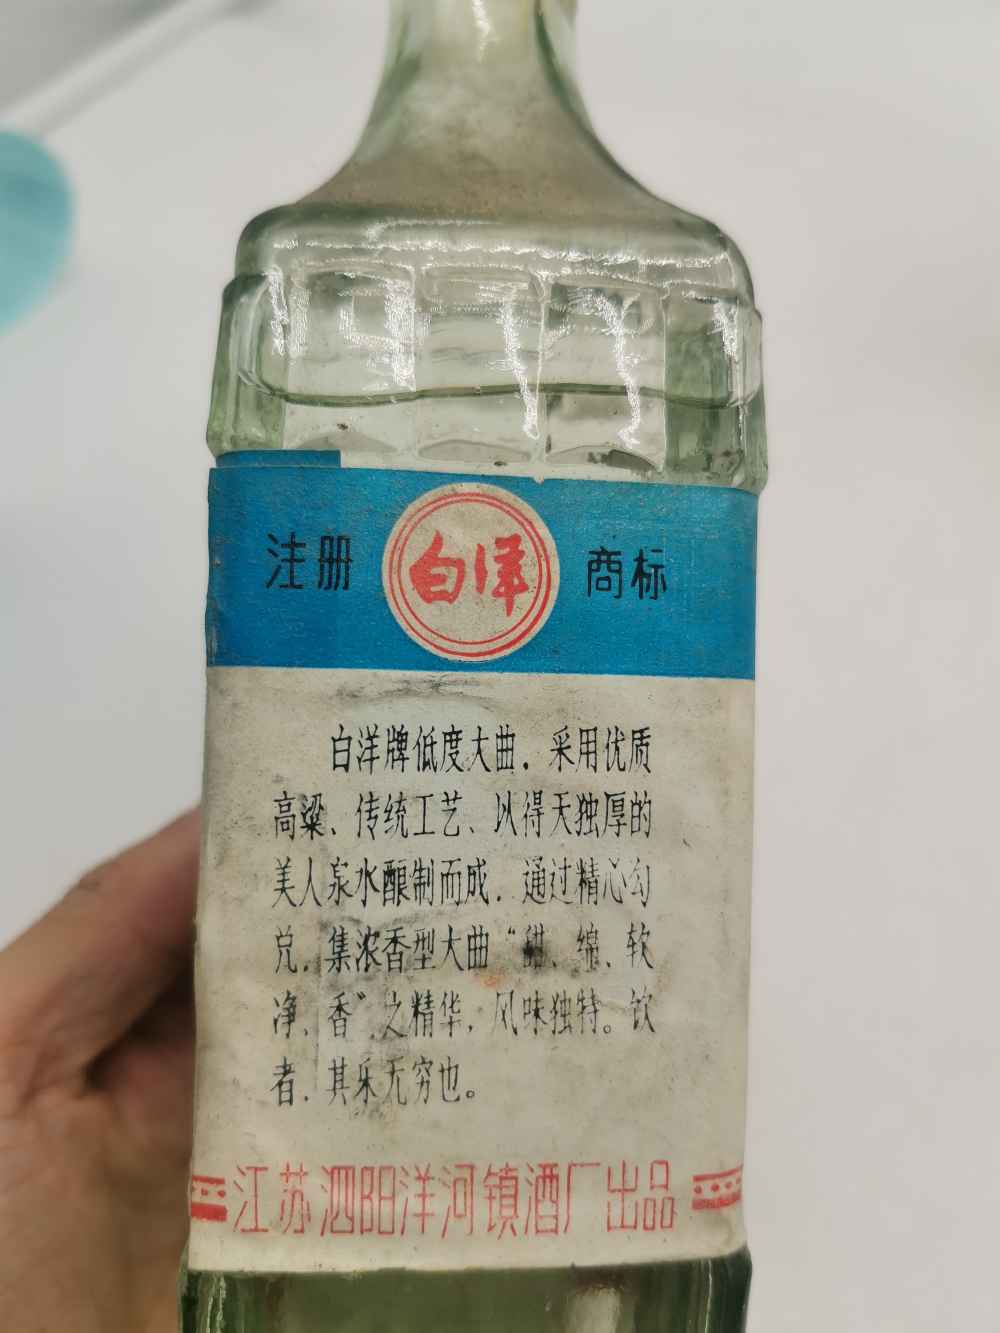 注册 白洋 商标
白洋牌低度大曲，采用优质
高粱、传统工艺、以得天独厚的
美人泉水酿制而成，通过精心勾
兑，集浓香型大曲“甜、绵、软
净、香”之精华，风味独特。饮
者，其乐无穷也。
江苏泗阳洋河镇酒厂出品